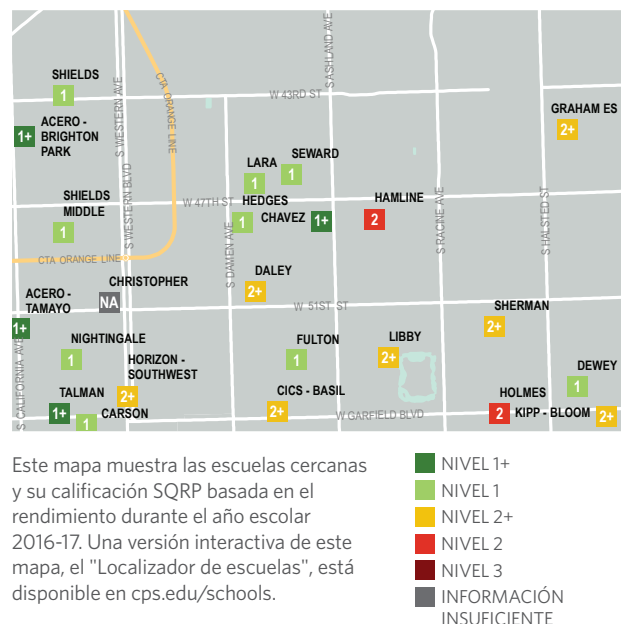 SHIELDS
1
ACERO -
BRIGHTON
PARK
1+
SHIELDS
MIDDLE
1
S WESTERN AVE
S WESTERN BLVD
CTA ORANGE LINE
CTA ORANGE LINE
W 43RD ST
S ASHLAND AVE
GRAHAM ES
2+
LARA
1
SEWARD
1
W 47TH ST
HEDGES
1
CHAVEZ
1+
HAMLINE
2
S DAMEN AVE
S RACINE AVE
S HALSTED ST
DALEY
2+
CHRISTOPHER
NA
ACERO -
TAMAYO
1+
W 51ST ST
SHERMAN
2+
S CALIFORNIA AVE
NIGHTINGALE
1
HORIZON -
SOUTHWEST
2+
FULTON
1
LIBBY
2+
DEWEY
1
TALMAN
1+
CARSON
1
CICS - BASIL
2+
W GARFIELD BLVD
HOLMES
2
KIPP - BLOOM
2+
Este mapa muestra las escuelas cercanas
y su calificación SQRP basada en el
rendimiento durante el año escolar
2016-17. Una versión interactiva de este
mapa, el "Localizador de escuelas", está
disponible en cps.edu/schools.
NIVEL 1+
NIVEL 1
NIVEL 2+
NIVEL 2
NIVEL 3
INFORMACIÓN
INSUFICIENTE